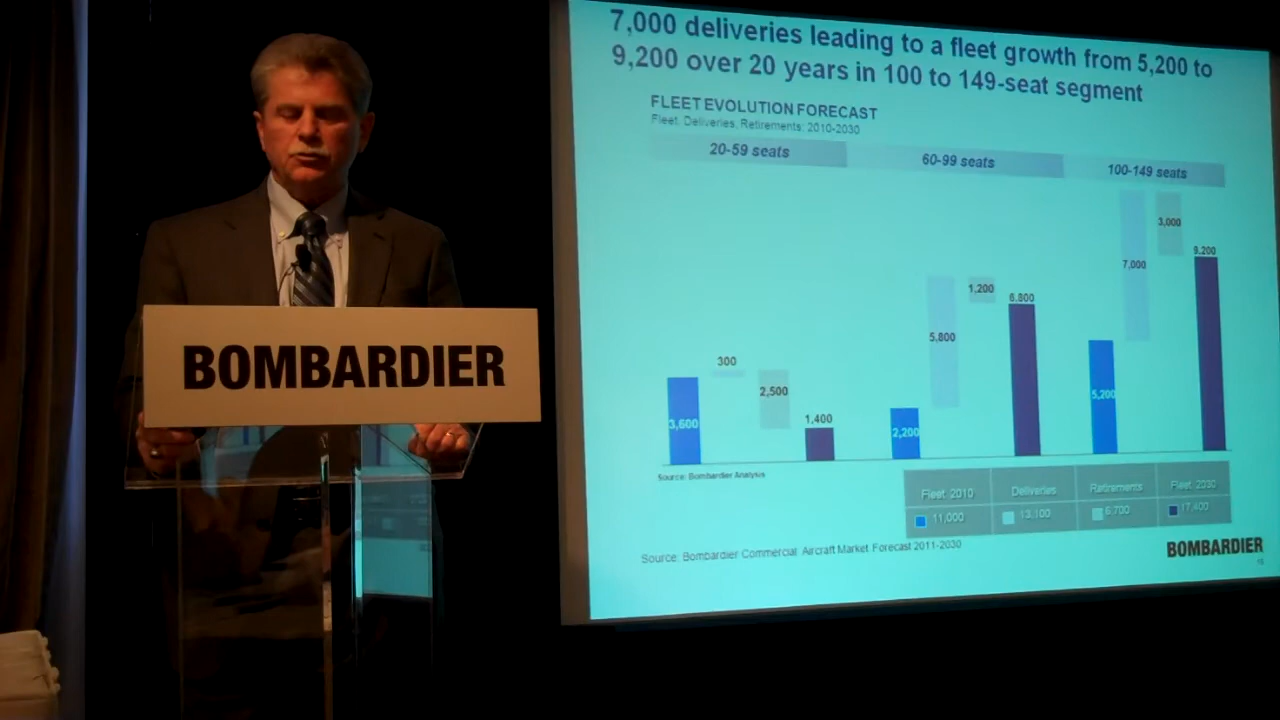 7,000 deliveries leading to a fleet growth from 5,200 to
9,200 over 20 years in 100 to 149-seat segment
FLEET EVOLUTION FORECAST
Fleet, Deliveries, Retirements: 2010-2030
20-59 seats 60-99 seats 100-149 seats
3,600 300 2,500 1,400
2,200 5,800 1,200 6,800
5,200 7,000 3,000 9,200
Source: Bombardier Analysis
Fleet 2010 Deliveries Retirements Fleet 2030
11,000 13,100 6,700 17,400
Source: Bombardier Commercial Aircraft Market Forecast 2011-2030
BOMBARDIER
BOMBARDIER